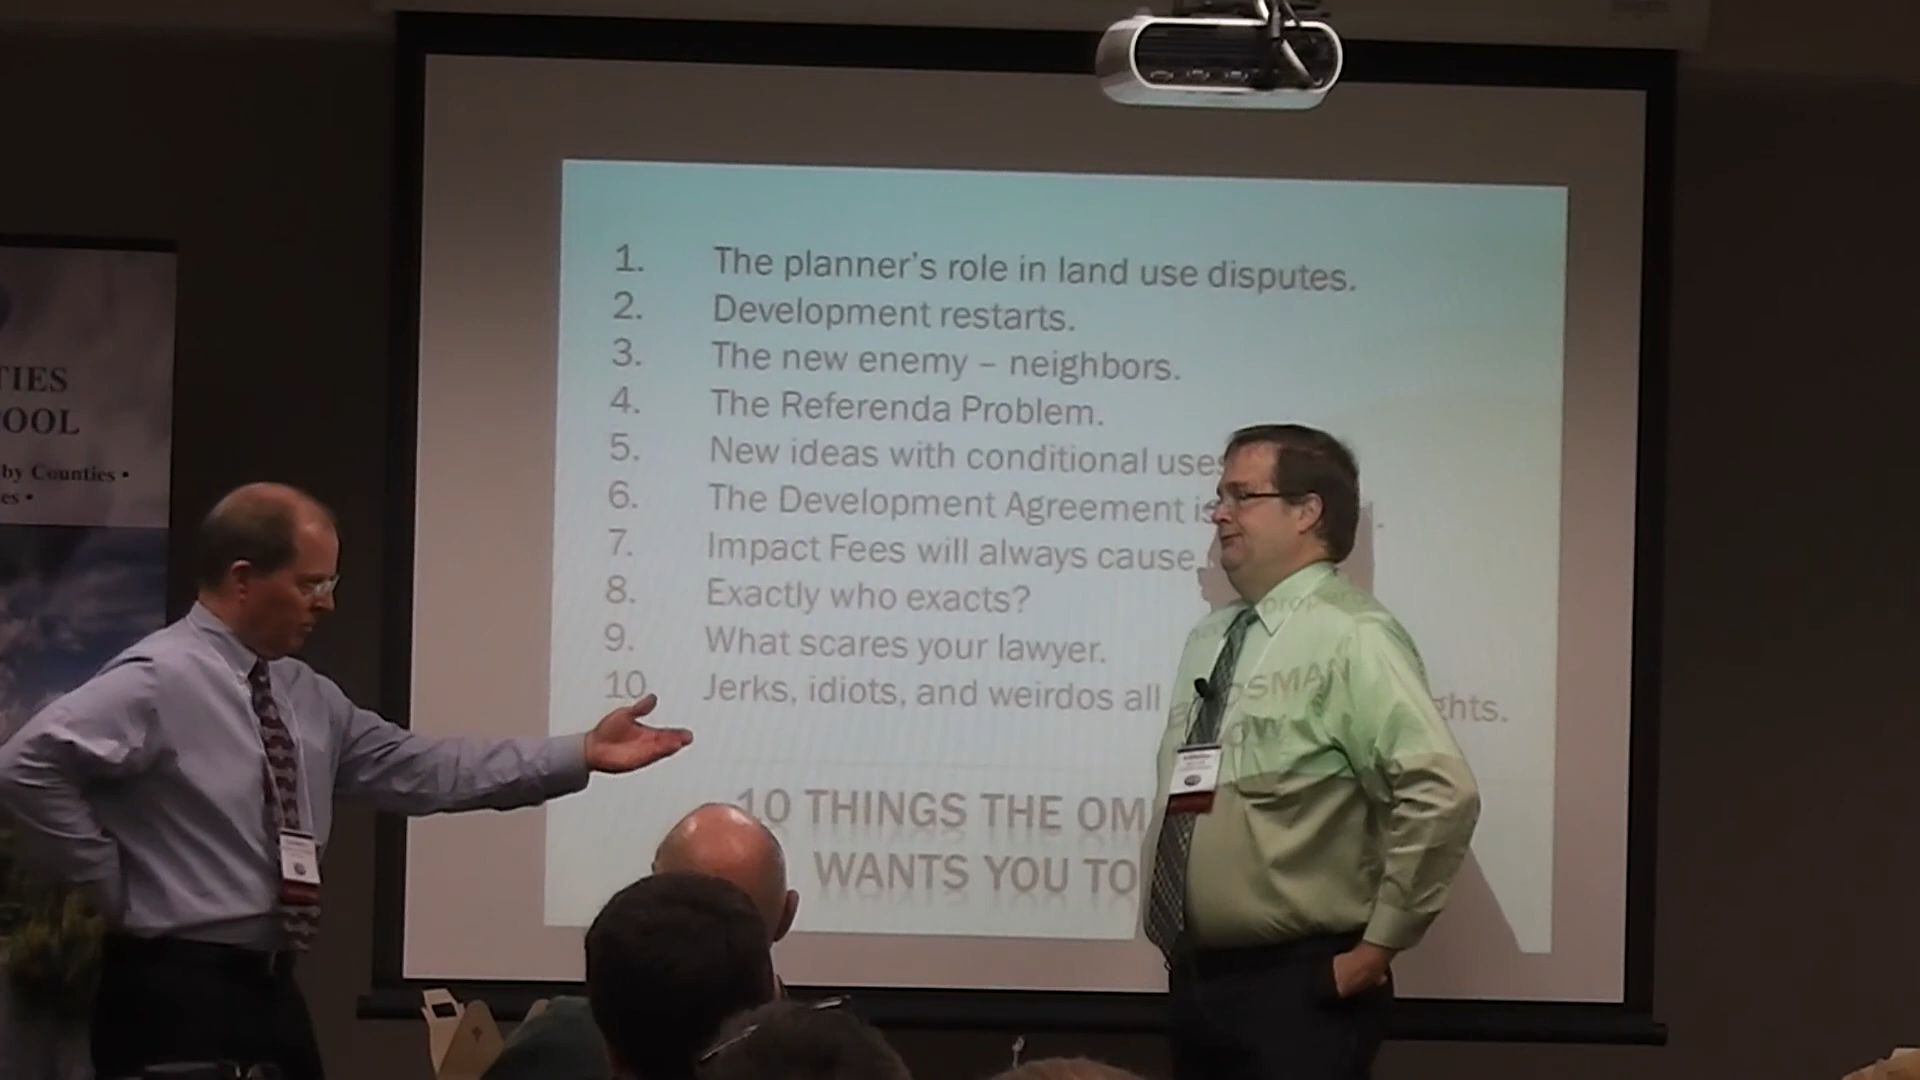 1. The planner's role in land use disputes.
2. Development restarts.
3. The new enemy – neighbors.
4. The Referenda Problem.
5. New ideas with conditional uses
6. The Development Agreement is
7. Impact Fees will always cause
8. Exactly who exacts?
9. What scares your lawyer.
10. Jerks, idiots, and weirdos all ghts.
10 THINGS THE OM DSMAN
WANTS YOU TO OW
TIES
OOL
by Counties •
es •